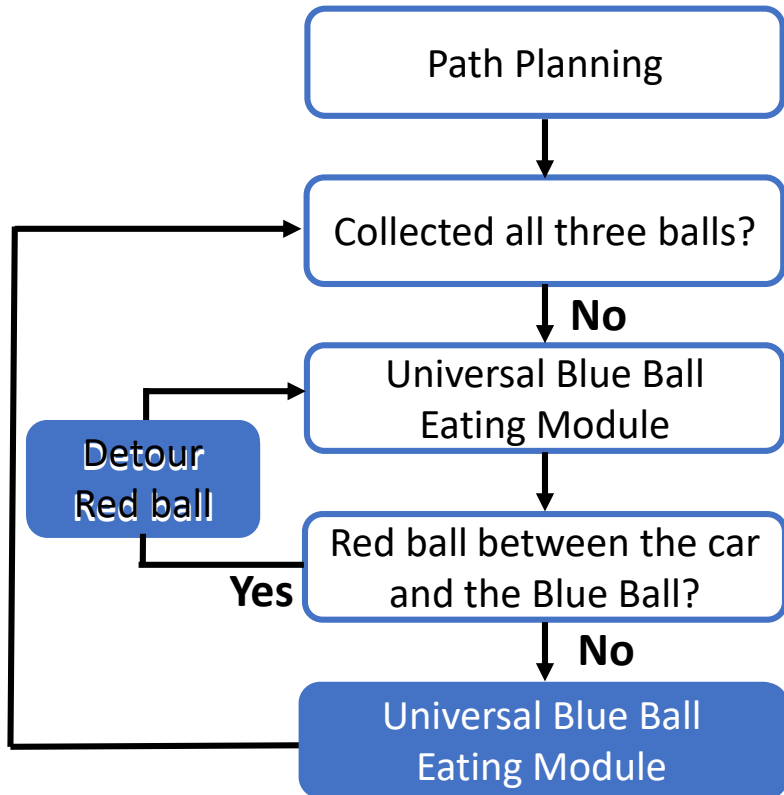 Path Planning
Collected all three balls?
No
Universal Blue Ball
Eating Module
Detour
Red ball
Red ball between the car
and the Blue Ball?
Yes
No
Universal Blue Ball
Eating Module